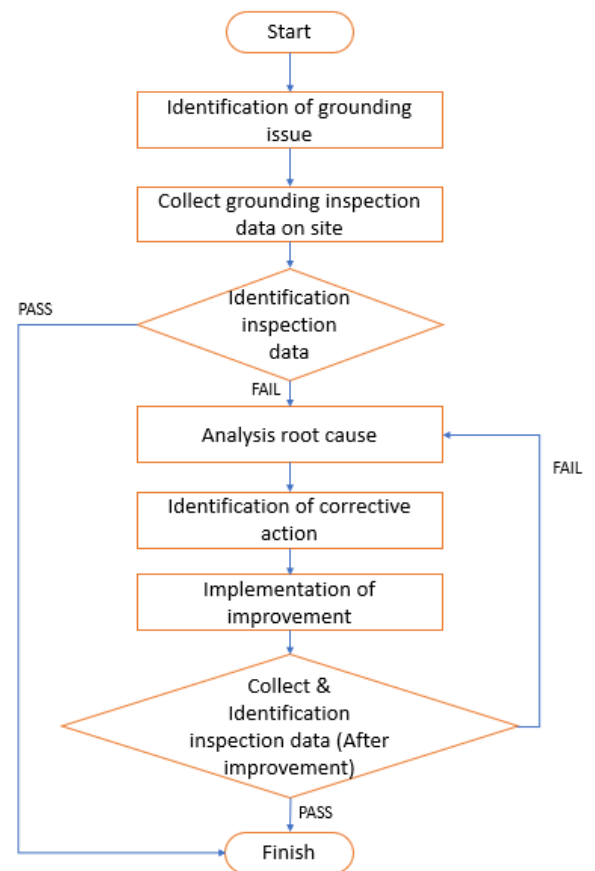 Start
Identification of grounding
issue
Collect grounding inspection
data on site
Identification
inspection
data
PASS
FAIL
Analysis root cause
FAIL
Identification of corrective
action
Implementation of
improvement
Collect &
Identification
inspection data (After
improvement)
PASS
Finish